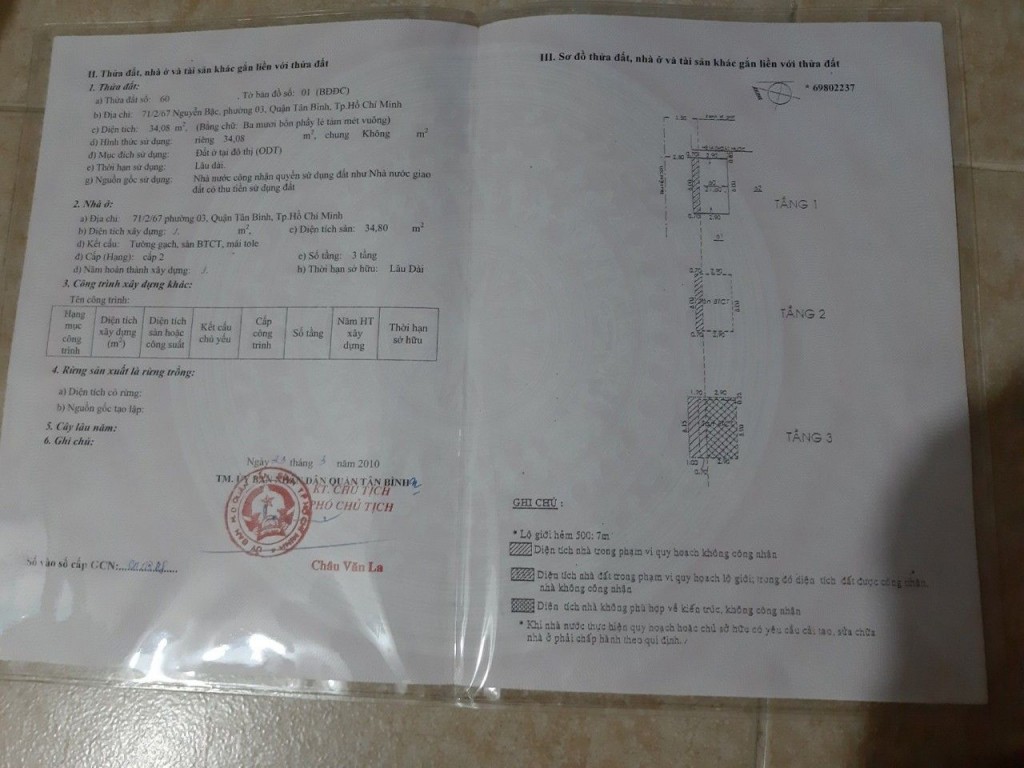 II. Thửa đất, nhà ở và tài sản khác gắn liền với thửa đất
1. Thửa đất:
a) Thửa đất số: 60 , Tờ bản đồ số: 01 (BĐĐC)
b) Địa chỉ: 71/2/67 Nguyễn Bặc, phường 03, Quận Tân Bình, Tp.Hồ Chí Minh
c) Diện tích: 34,08 m², (Bằng chữ: Ba mươi bốn phẩy lẻ tám mét vuông)
d) Hình thức sử dụng: riêng 34,08 m², chung Không m²
đ) Mục đích sử dụng: Đất ở tại đô thị (ODT)
e) Thời hạn sử dụng: Lâu dài.
g) Nguồn gốc sử dụng: Nhà nước công nhận quyền sử dụng đất như Nhà nước giao
đất có thu tiền sử dụng đất
2. Nhà ở:
a) Địa chỉ: 71/2/67 phường 03, Quận Tân Bình, Tp.Hồ Chí Minh
b) Diện tích xây dựng: ./. m², c) Diện tích sàn: 34,80 m²
d) Kết cấu: Tường gạch, sàn BTCT, mái tole
đ) Cấp (Hạng): cấp 2 e) Số tầng: 3 tầng
d) Năm hoàn thành xây dựng: ./. h) Thời hạn sở hữu: Lâu Dài
3. Công trình xây dựng khác:
Tên công trình:
Hạng mục công trình Diện tích xây dựng (m²) Diện tích sàn hoặc công suất Kết cấu chủ yếu Cấp công trình Số tầng Năm HT xây dựng Thời hạn sở hữu
4. Rừng sản xuất là rừng trồng:
a) Diện tích có rừng:
b) Nguồn gốc tạo lập:
5. Cây lâu năm:
6. Ghi chú:
Ngày 23 tháng 3 năm 2010
TM. ỦY BAN NHÂN DÂN QUẬN TÂN BÌNH
KT. CHỦ TỊCH
PHÓ CHỦ TỊCH
Châu Văn La
Số vào sổ cấp GCN:
III. Sơ đồ thửa đất, nhà ở và tài sản khác gắn liền với thửa đất
* 69802237
TẦNG 1
TẦNG 2
TẦNG 3
GHI CHÚ :
* Lộ giới hẻm 500: 7m
Diện tích nhà trong phạm vi quy hoạch không công nhân
Diện tích nhà đất trong phạm vi quy hoạch lộ giới; trong đó diện tích đất được công nhân,
nhà không công nhân
Diện tích nhà không phù hợp về kiến trúc, không công nhân
* Khi nhà nước thực hiện quy hoạch hoặc chủ sở hữu có yêu cầu cải tạo, sửa chữa
nhà ở phải chấp hành theo qui định./